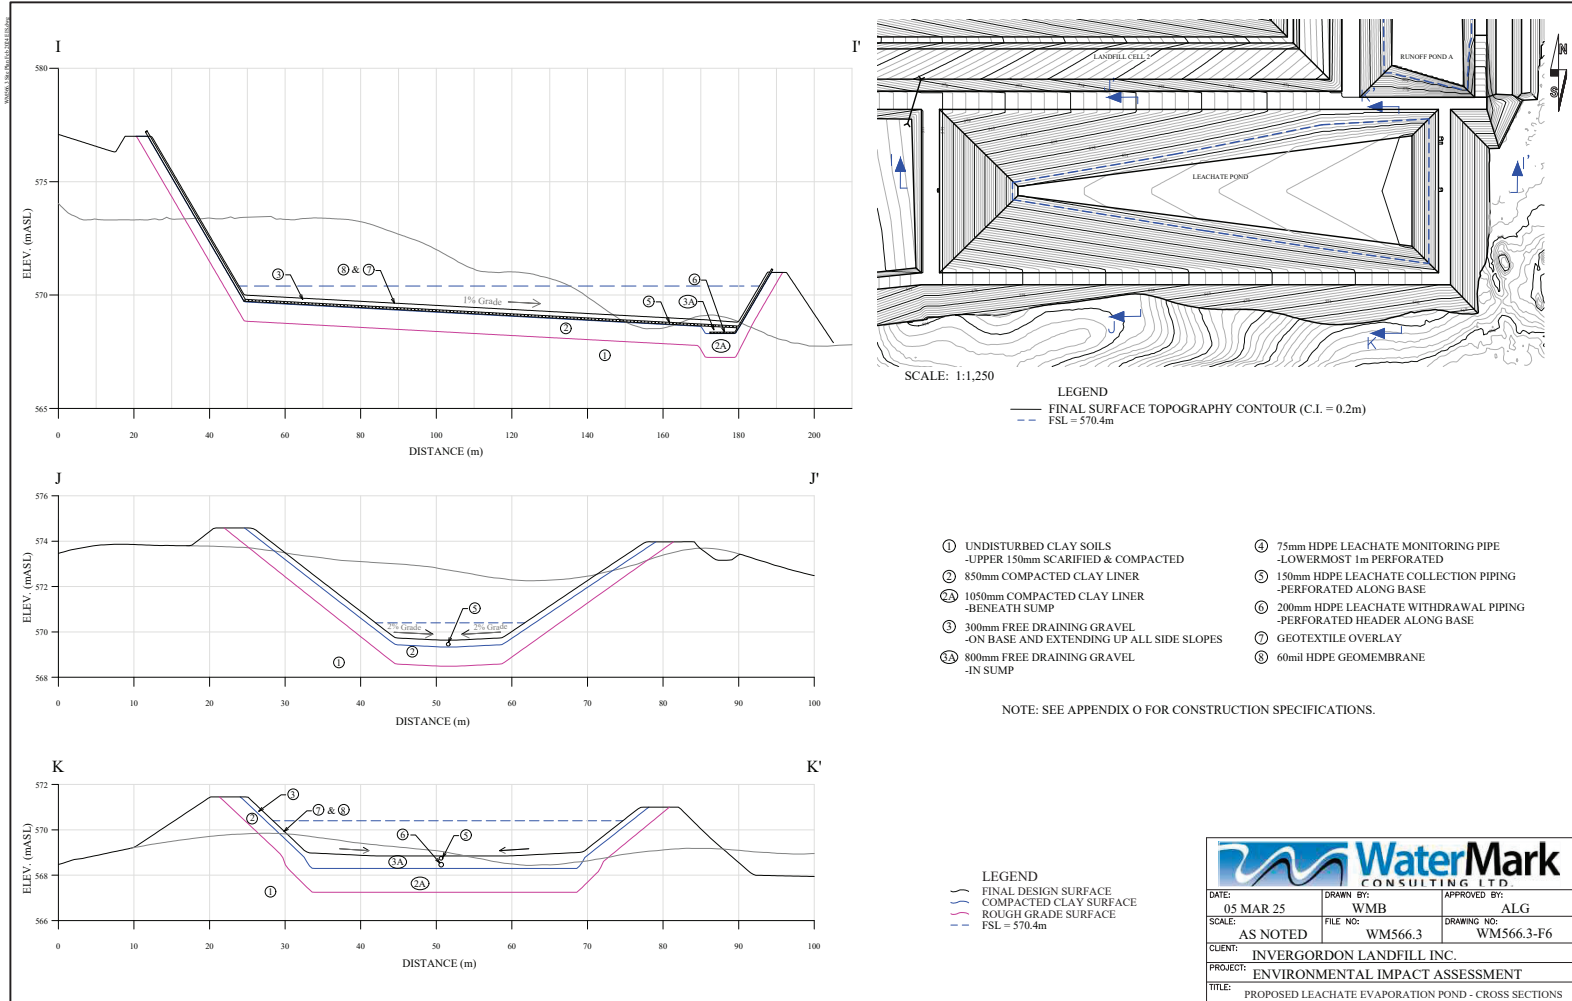 I
I'
580
575
570
565
ELEV. (mASL)
3
8 & 7
1% Grade
6
5
3A
2
2A
1
0
20
40
60
80
100
120
140
160
180
200
DISTANCE (m)
LANDFILL CELL 2
RUNOFF POND A
N
S
LEACHATE POND
I
I'
J
K
K'
SCALE: 1:1,250
LEGEND
FINAL SURFACE TOPOGRAPHY CONTOUR (C.I. = 0.2m)
FSL = 570.4m
J
J'
576
574
572
570
568
ELEV. (mASL)
5
2% Grade
2% Grade
2
1
0
10
20
30
40
50
60
70
80
90
100
DISTANCE (m)
1 UNDISTURBED CLAY SOILS
-UPPER 150mm SCARIFIED & COMPACTED
2 850mm COMPACTED CLAY LINER
2A 1050mm COMPACTED CLAY LINER
-BENEATH SUMP
3 300mm FREE DRAINING GRAVEL
-ON BASE AND EXTENDING UP ALL SIDE SLOPES
3A 800mm FREE DRAINING GRAVEL
-IN SUMP
4 75mm HDPE LEACHATE MONITORING PIPE
-LOWERMOST 1m PERFORATED
5 150mm HDPE LEACHATE COLLECTION PIPING
-PERFORATED ALONG BASE
6 200mm HDPE LEACHATE WITHDRAWAL PIPING
-PERFORATED HEADER ALONG BASE
7 GEOTEXTILE OVERLAY
8 60mil HDPE GEOMEMBRANE
NOTE: SEE APPENDIX O FOR CONSTRUCTION SPECIFICATIONS.
K
K'
572
570
568
566
ELEV. (mASL)
3
7 & 8
2
6
5
3A
2A
1
0
10
20
30
40
50
60
70
80
90
100
DISTANCE (m)
LEGEND
FINAL DESIGN SURFACE
COMPACTED CLAY SURFACE
ROUGH GRADE SURFACE
FSL = 570.4m
WaterMark
CONSULTING LTD.
DATE: 05 MAR 25
DRAWN BY: WMB
APPROVED BY: ALG
SCALE: AS NOTED
FILE NO: WM566.3
DRAWING NO: WM566.3-F6
CLIENT: INVERGORDON LANDFILL INC.
PROJECT: ENVIRONMENTAL IMPACT ASSESSMENT
TITLE: PROPOSED LEACHATE EVAPORATION POND - CROSS SECTIONS